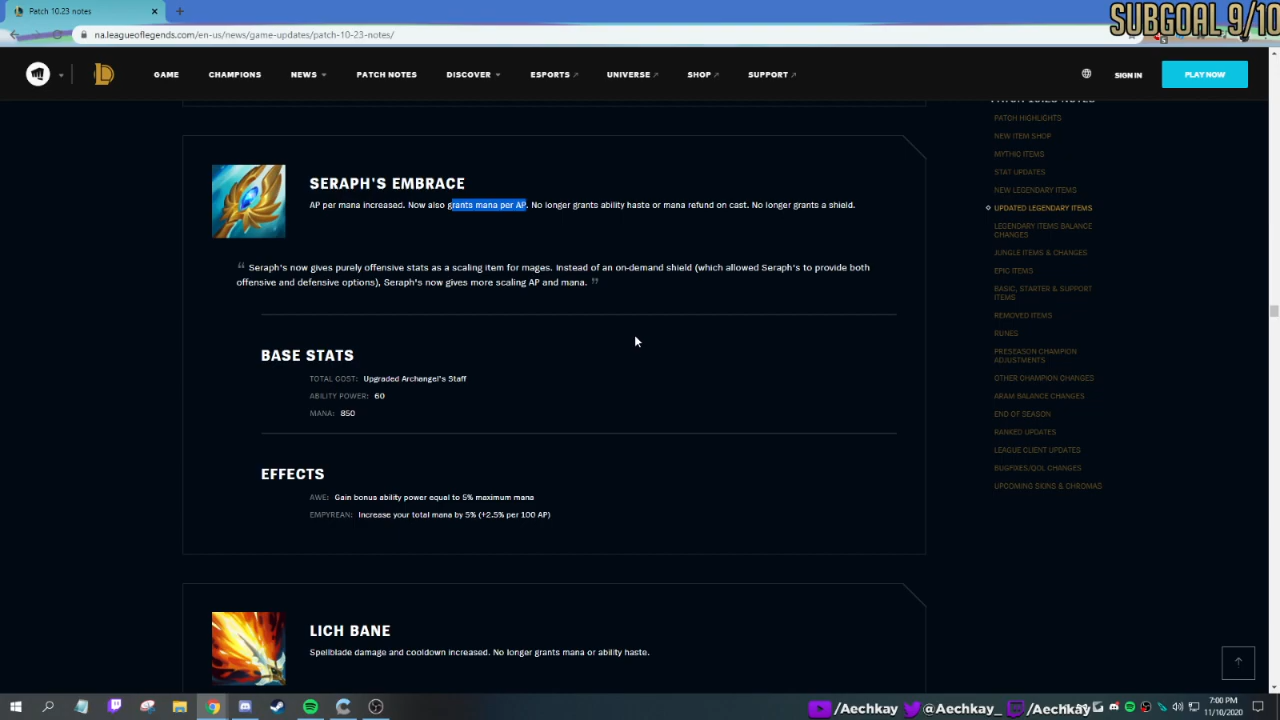 Patch 10.23 notes
SUBGOAL 9/10
na.leagueoflegends.com/en-us/news/game-updates/patch-10-23-notes/
GAME
CHAMPIONS
NEWS
PATCH NOTES
DISCOVER
ESPORTS
UNIVERSE
SHOP
SUPPORT
SIGN IN
PLAY NOW
PATCH 10.23 NOTES
PATCH HIGHLIGHTS
NEW ITEM SHOP
MYTHIC ITEMS
STAT UPDATES
NEW LEGENDARY ITEMS
UPDATED LEGENDARY ITEMS
LEGENDARY ITEMS BALANCE
CHANGES
JUNGLE ITEMS & CHANGES
EPIC ITEMS
BASIC, STARTER & SUPPORT
ITEMS
REMOVED ITEMS
RUNES
PRESEASON CHAMPION
ADJUSTMENTS
OTHER CHAMPION CHANGES
ARAM BALANCE CHANGES
END OF SEASON
RANKED UPDATES
LEAGUE CLIENT UPDATES
BUGFIXES/QOL CHANGES
UPCOMING SKINS & CHROMAS
SERAPH'S EMBRACE
AP per mana increased. Now also grants mana per AP. No longer grants ability haste or mana refund on cast. No longer grants a shield.
" Seraph's now gives purely offensive stats as a scaling item for mages. Instead of an on-demand shield (which allowed Seraph's to provide both
offensive and defensive options), Seraph's now gives more scaling AP and mana. "
BASE STATS
TOTAL COST: Upgraded Archangel's Staff
ABILITY POWER: 60
MANA: 850
EFFECTS
AWE: Gain bonus ability power equal to 5% maximum mana
EMPYREAN: Increase your total mana by 5% (+2.5% per 100 AP)
LICH BANE
Spellblade damage and cooldown increased. No longer grants mana or ability haste.
/Aechkay
@Aechkay_
/Aechkay
7:00 PM
11/10/2020